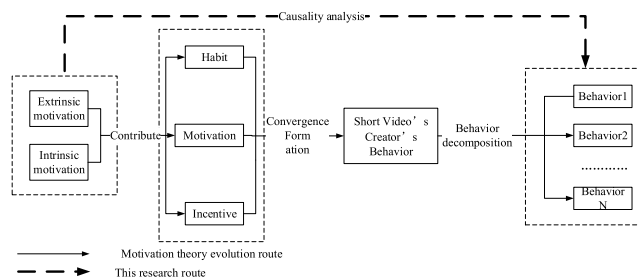 Causality analysis
Extrinsic
motivation
Intrinsic
motivation
Contribute
Habit
Motivation
Incentive
Convergence
Form
ation
Short Video's
Creator's
Behavior
Behavior
decomposition
Behavior1
Behavior2
…………
Behavior
N
Motivation theory evolution route
This research route